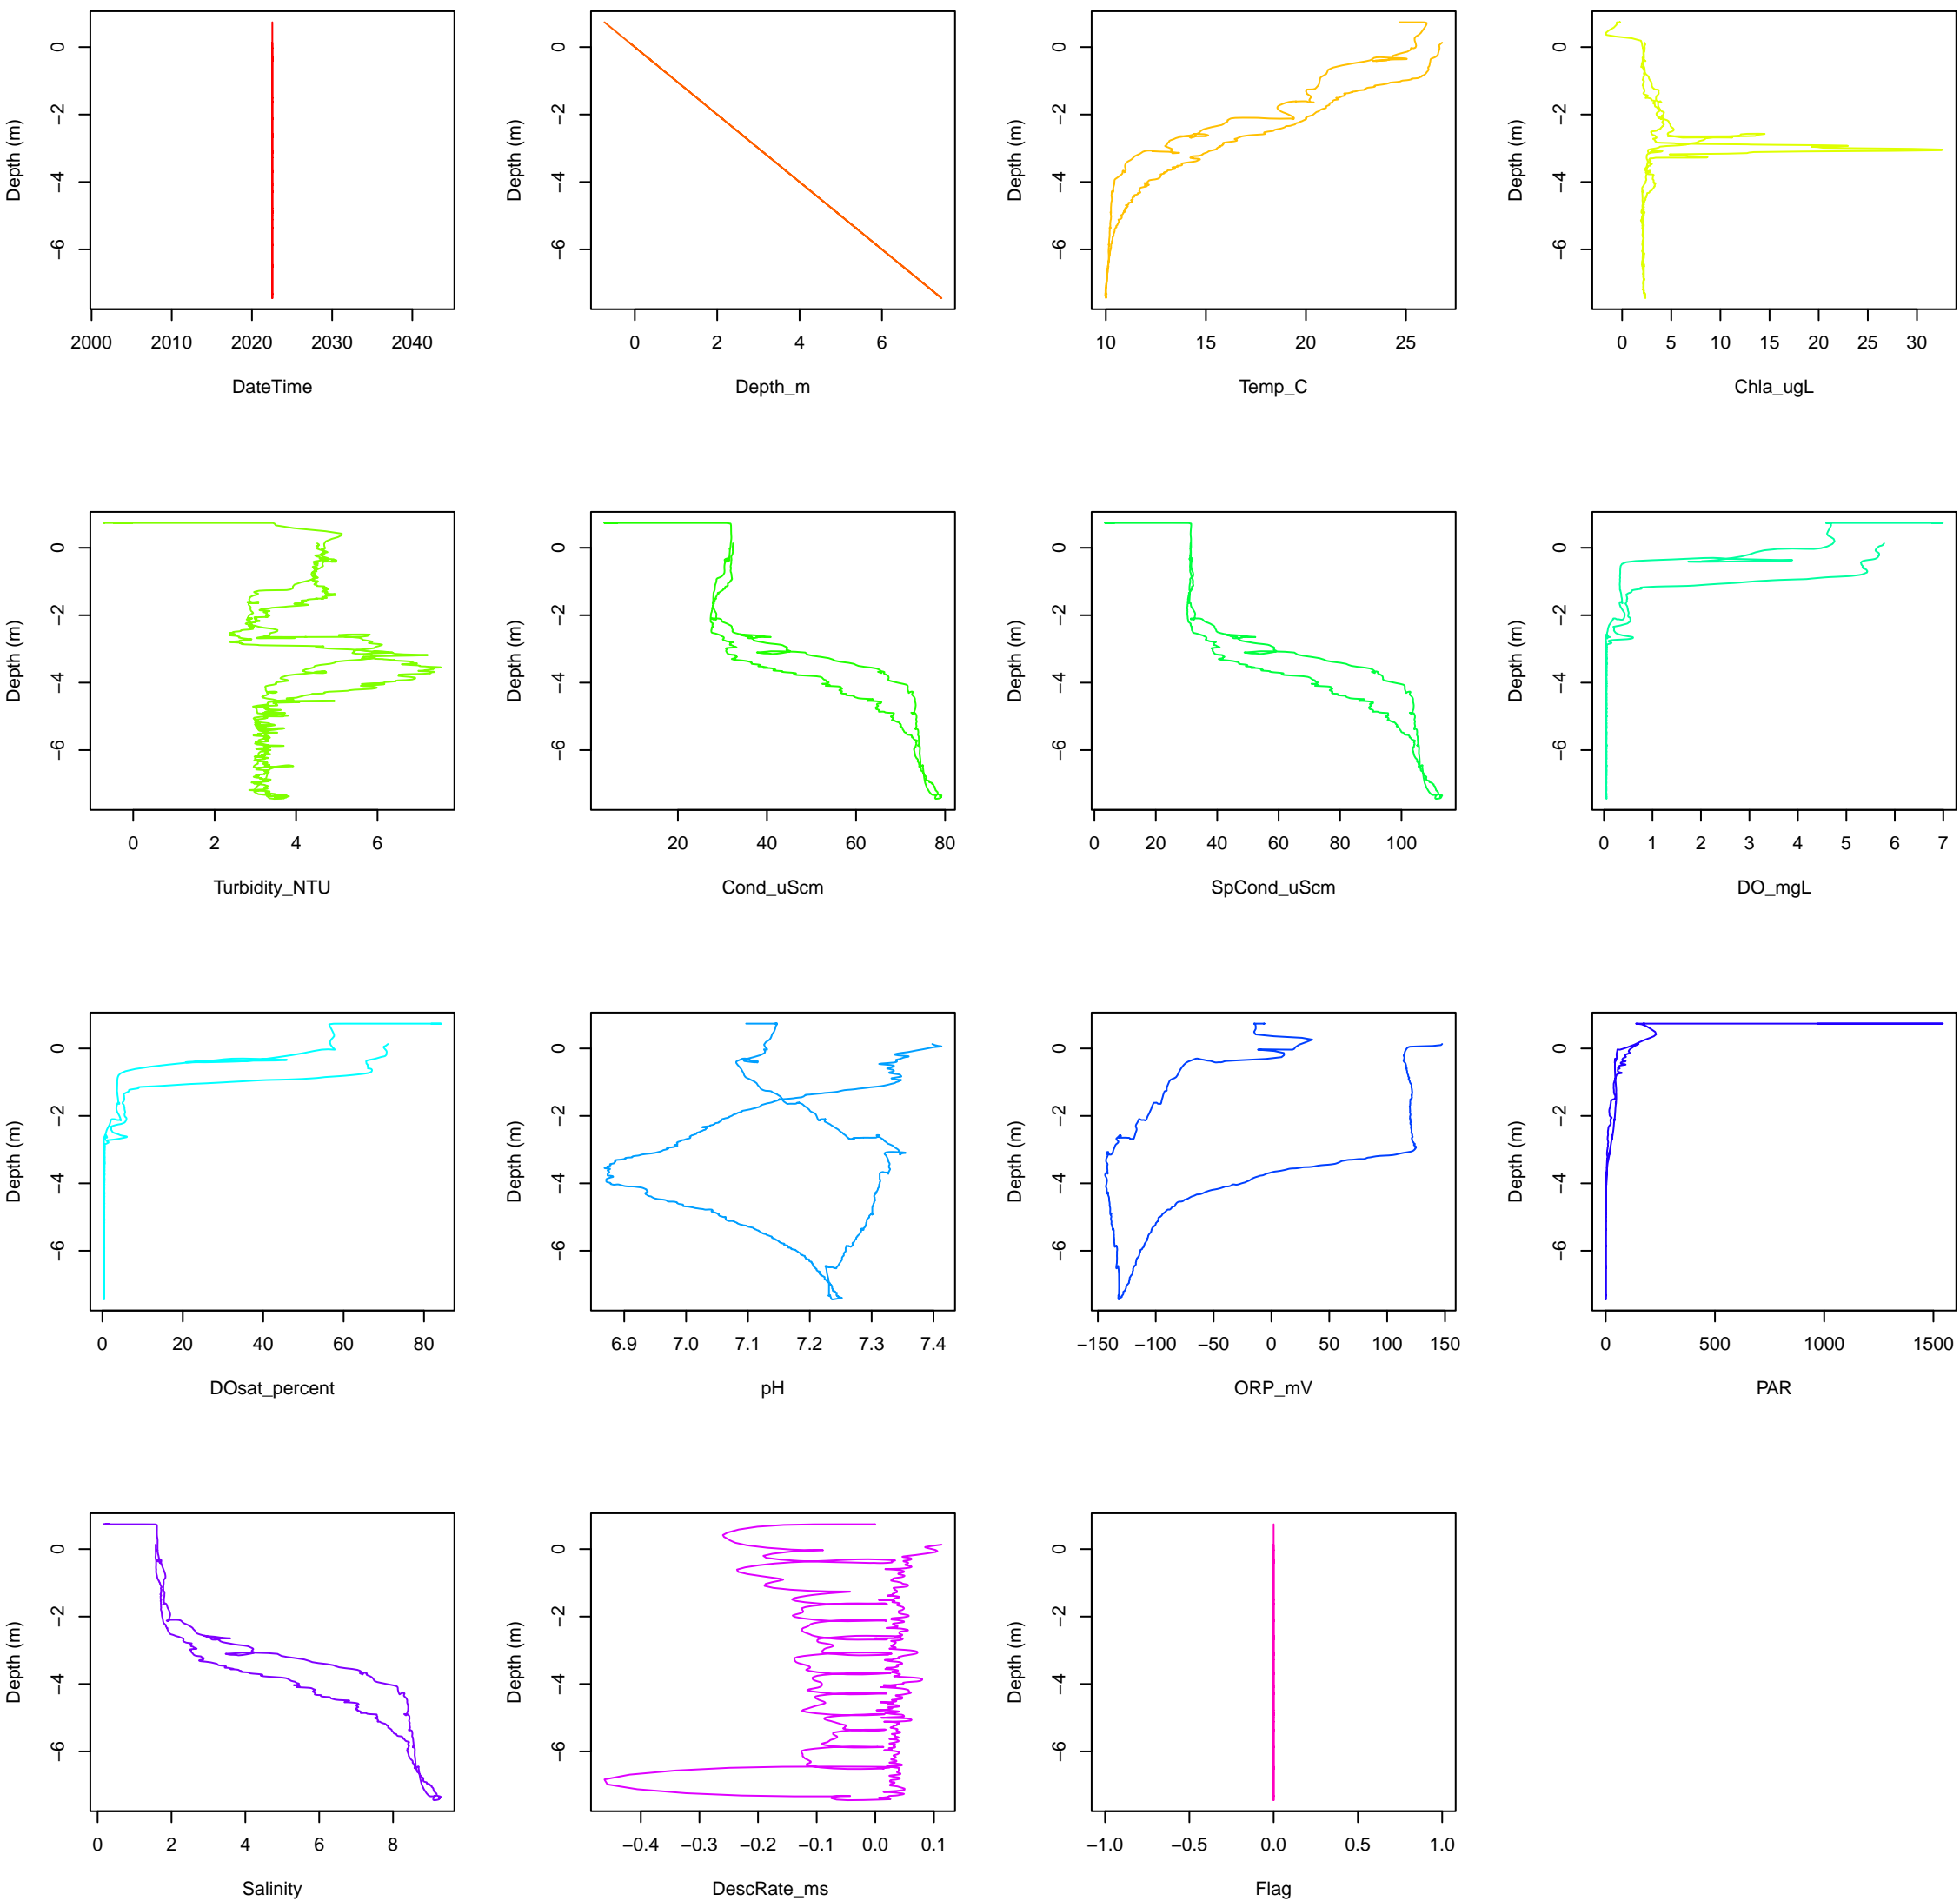 Depth (m)
0
−2
−4
−6
2000 2010 2020 2030 2040
DateTime
Depth (m)
0
−2
−4
−6
0 2 4 6
Depth_m
Depth (m)
0
−2
−4
−6
10 15 20 25
Temp_C
Depth (m)
0
−2
−4
−6
0 5 10 15 20 25 30
Chla_ugL
Depth (m)
0
−2
−4
−6
0 2 4 6
Turbidity_NTU
Depth (m)
0
−2
−4
−6
20 40 60 80
Cond_uScm
Depth (m)
0
−2
−4
−6
0 20 40 60 80 100
SpCond_uScm
Depth (m)
0
−2
−4
−6
0 1 2 3 4 5 6 7
DO_mgL
Depth (m)
0
−2
−4
−6
0 20 40 60 80
DOsat_percent
Depth (m)
0
−2
−4
−6
6.9 7.0 7.1 7.2 7.3 7.4
pH
Depth (m)
0
−2
−4
−6
−150 −100 −50 0 50 100 150
ORP_mV
Depth (m)
0
−2
−4
−6
0 500 1000 1500
PAR
Depth (m)
0
−2
−4
−6
0 2 4 6 8
Salinity
Depth (m)
0
−2
−4
−6
−0.4 −0.3 −0.2 −0.1 0.0 0.1
DescRate_ms
Depth (m)
0
−2
−4
−6
−1.0 −0.5 0.0 0.5 1.0
Flag